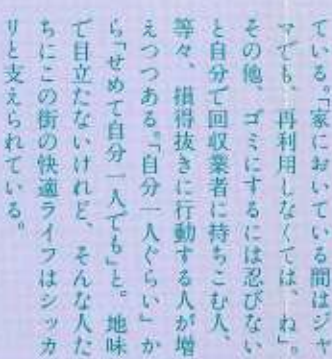 ている。「家においている間はジャ
マでも、再利用しなくては、ね」。
その他、ゴミにするには忍びない
と自分で回収業者に持ちこむ人、
等々、損得抜きに行動する人が増
えつつある。「自分一人ぐらい」か
ら「せめて自分一人でも」と。地味
で目立たないけれど、そんな人た
ちにこの街の快適ライフはシッカ
リと支えられている。